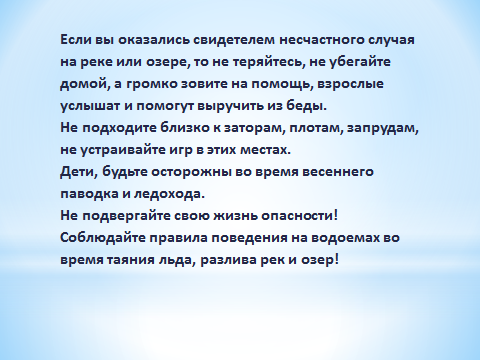 Если вы оказались свидетелем несчастного случая
на реке или озере, то не теряйтесь, не убегайте
домой, а громко зовите на помощь, взрослые
услышат и помогут выручить из беды.
Не подходите близко к заторам, плотам, запрудам,
не устраивайте игр в этих местах.
Дети, будьте осторожны во время весеннего
паводка и ледохода.
Не подвергайте свою жизнь опасности!
Соблюдайте правила поведения на водоемах во
время таяния льда, разлива рек и озер!